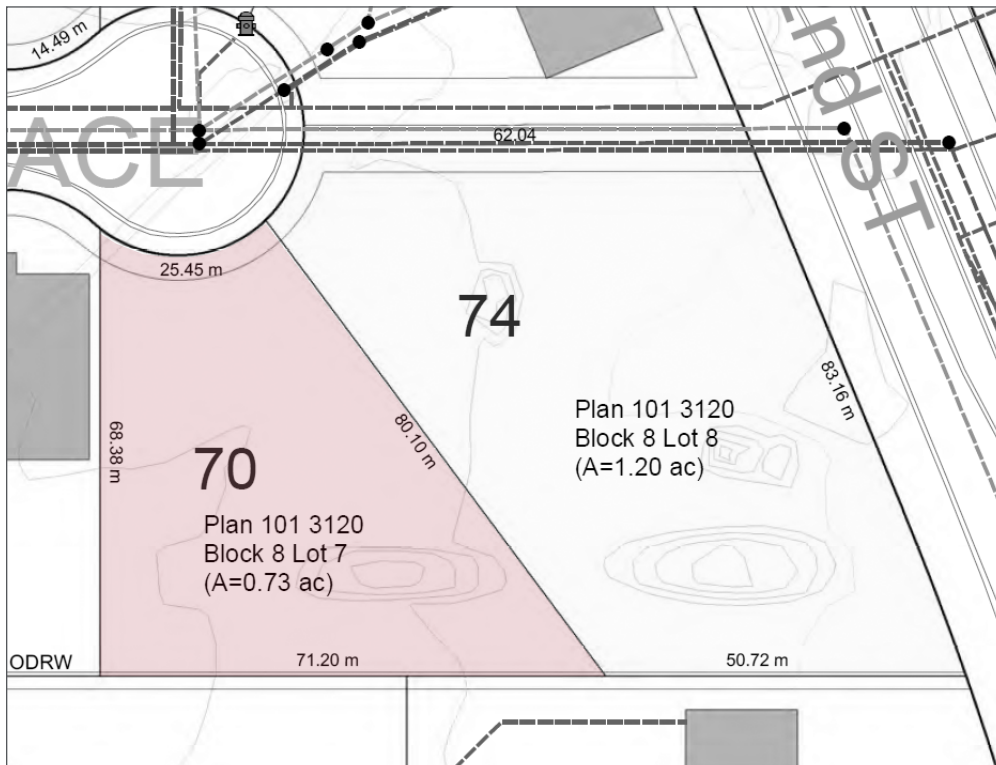 14.49 m
nd ST
62.04
ACE
25.45 m
74
83.16 m
Plan 101 3120
Block 8 Lot 8
(A=1.20 ac)
68.38 m
80.10 m
70
Plan 101 3120
Block 8 Lot 7
(A=0.73 ac)
ODRW
71.20 m
50.72 m